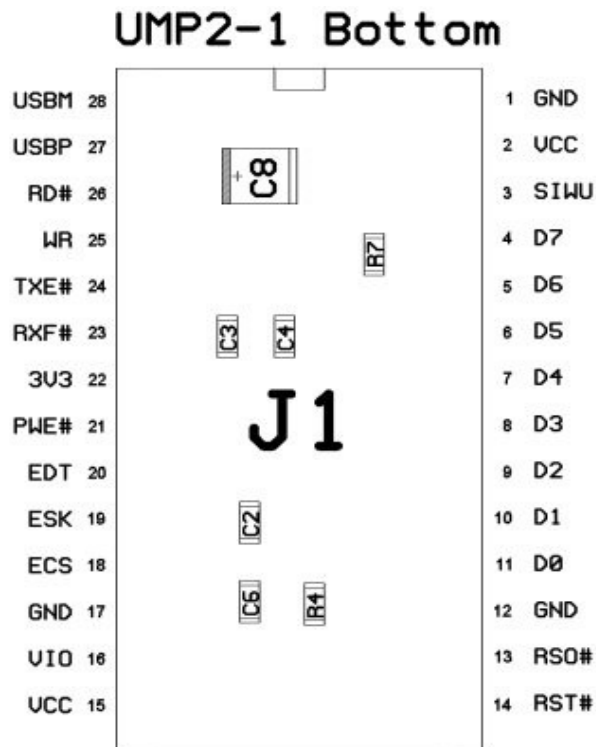 UMP2-1 Bottom
USBM 28 1 GND
USBP 27 2 VCC
C8
RD# 26 3 SIWU
WR 25 4 D7
R7
TXE# 24 5 D6
RXF# 23 C3 C4 6 D5
3V3 22 7 D4
PWE# 21 J1 8 D3
EDT 20 9 D2
ESK 19 C2 10 D1
ECS 18 11 D0
GND 17 C6 R4 12 GND
VIO 16 13 RSO#
VCC 15 14 RST#